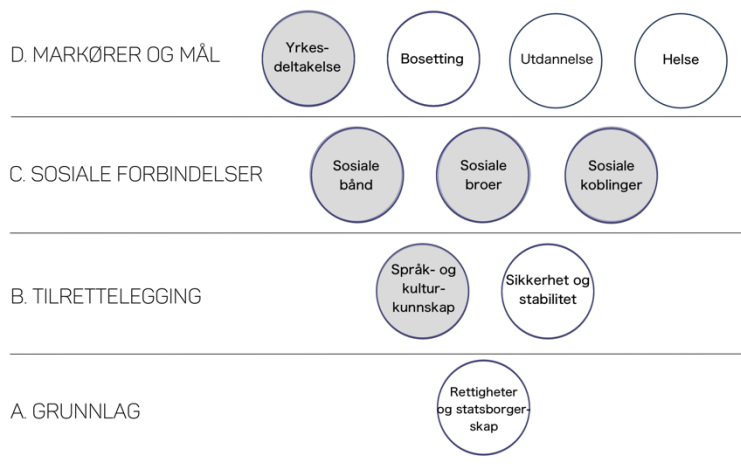 D. MARKØRER OG MÅL
Yrkes-
deltakelse
Bosetting
Utdannelse
Helse
C. SOSIALE FORBINDELSER
Sosiale
bånd
Sosiale
broer
Sosiale
koblinger
B. TILRETTELEGGING
Språk- og
kultur-
kunnskap
Sikkerhet og
stabilitet
A. GRUNNLAG
Rettigheter
og statsborger-
skap